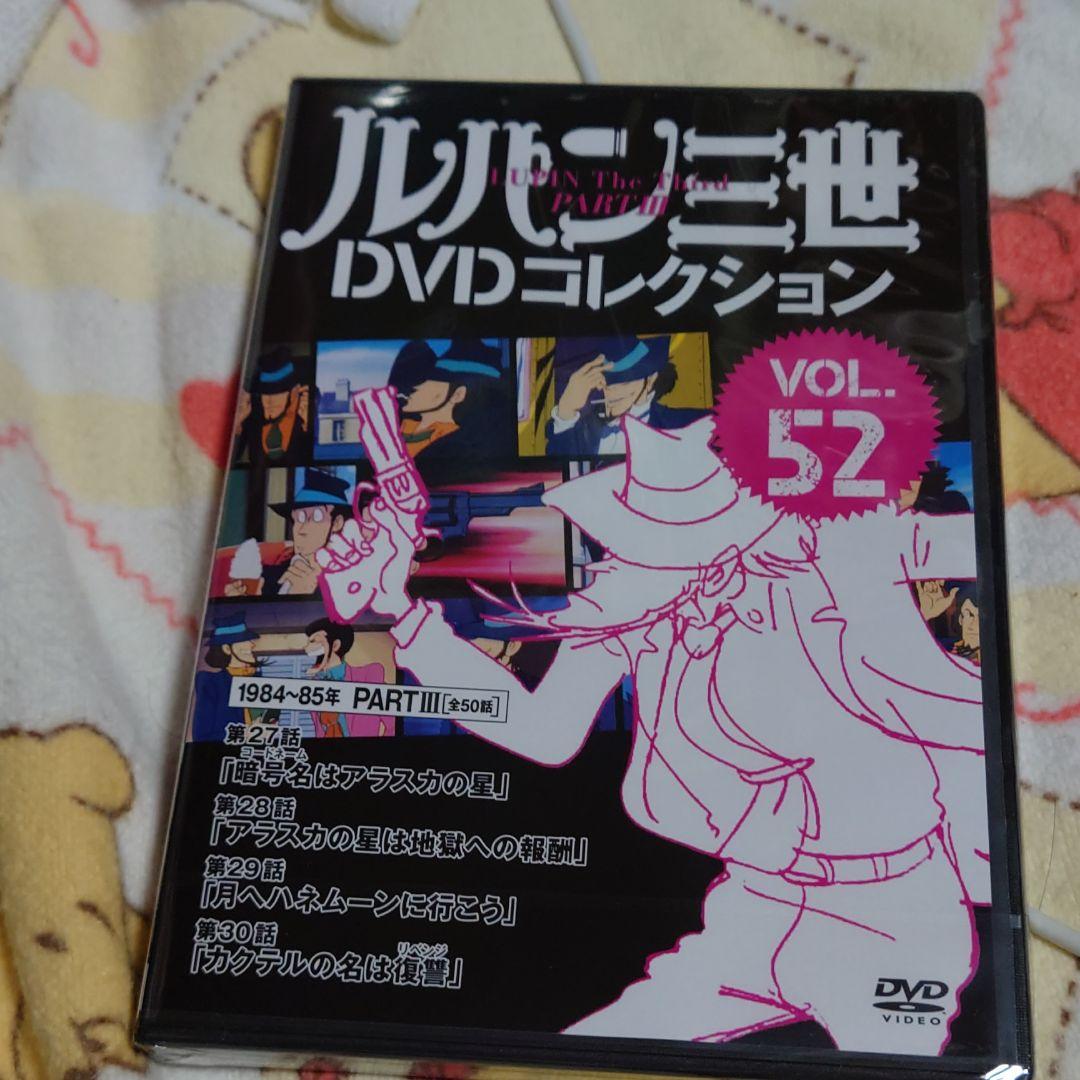 ルパン三世
LUPIN The Third
PARTⅢ
DVDコレクション
VOL.
52
1984~85年 PARTⅢ[全50話]
第27話
コードネーム
「暗号名はアラスカの星」
第28話
「アラスカの星は地獄への報酬」
第29話
「月へハネムーンに行こう」
第30話
リベンジ
「カクテルの名は復讐」
DVD
VIDEO